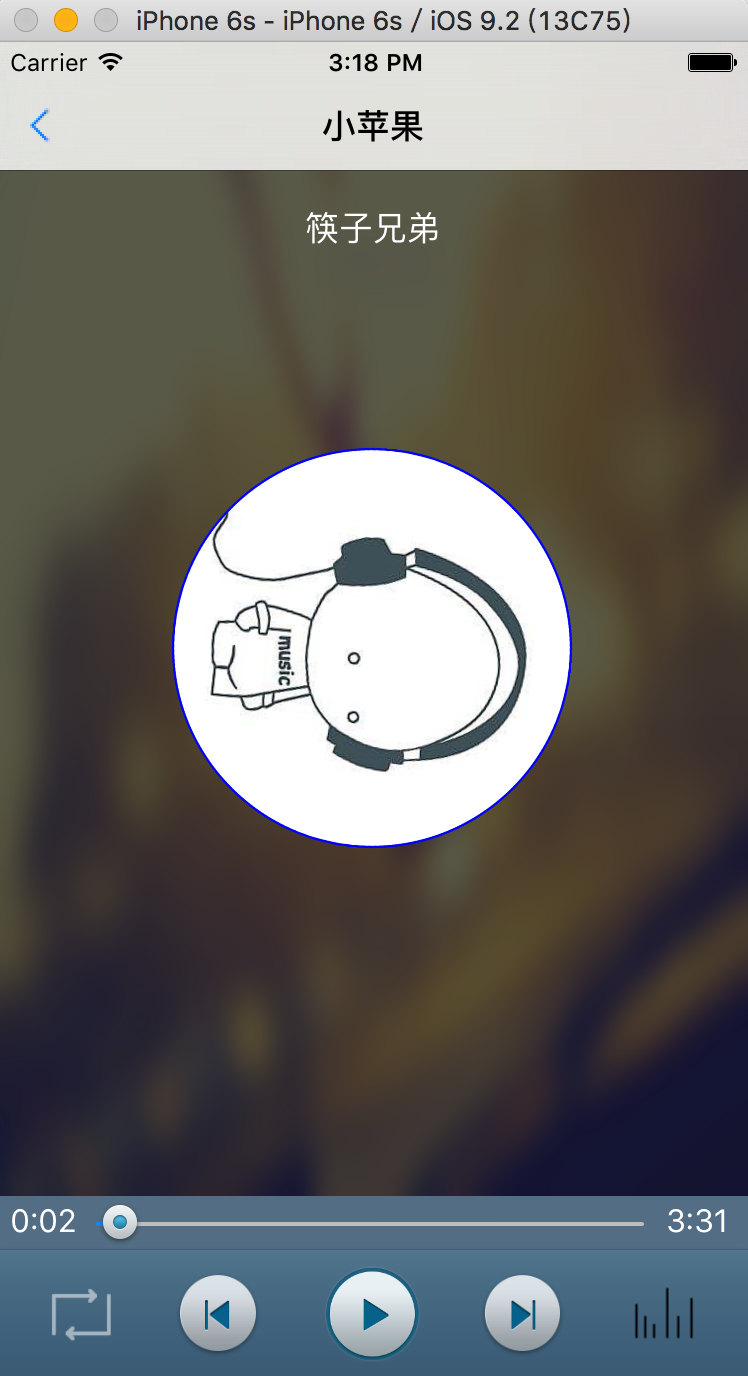 iPhone 6s - iPhone 6s / iOS 9.2 (13C75)
Carrier 3:18 PM
小苹果
筷子兄弟
music
0:02 3:31